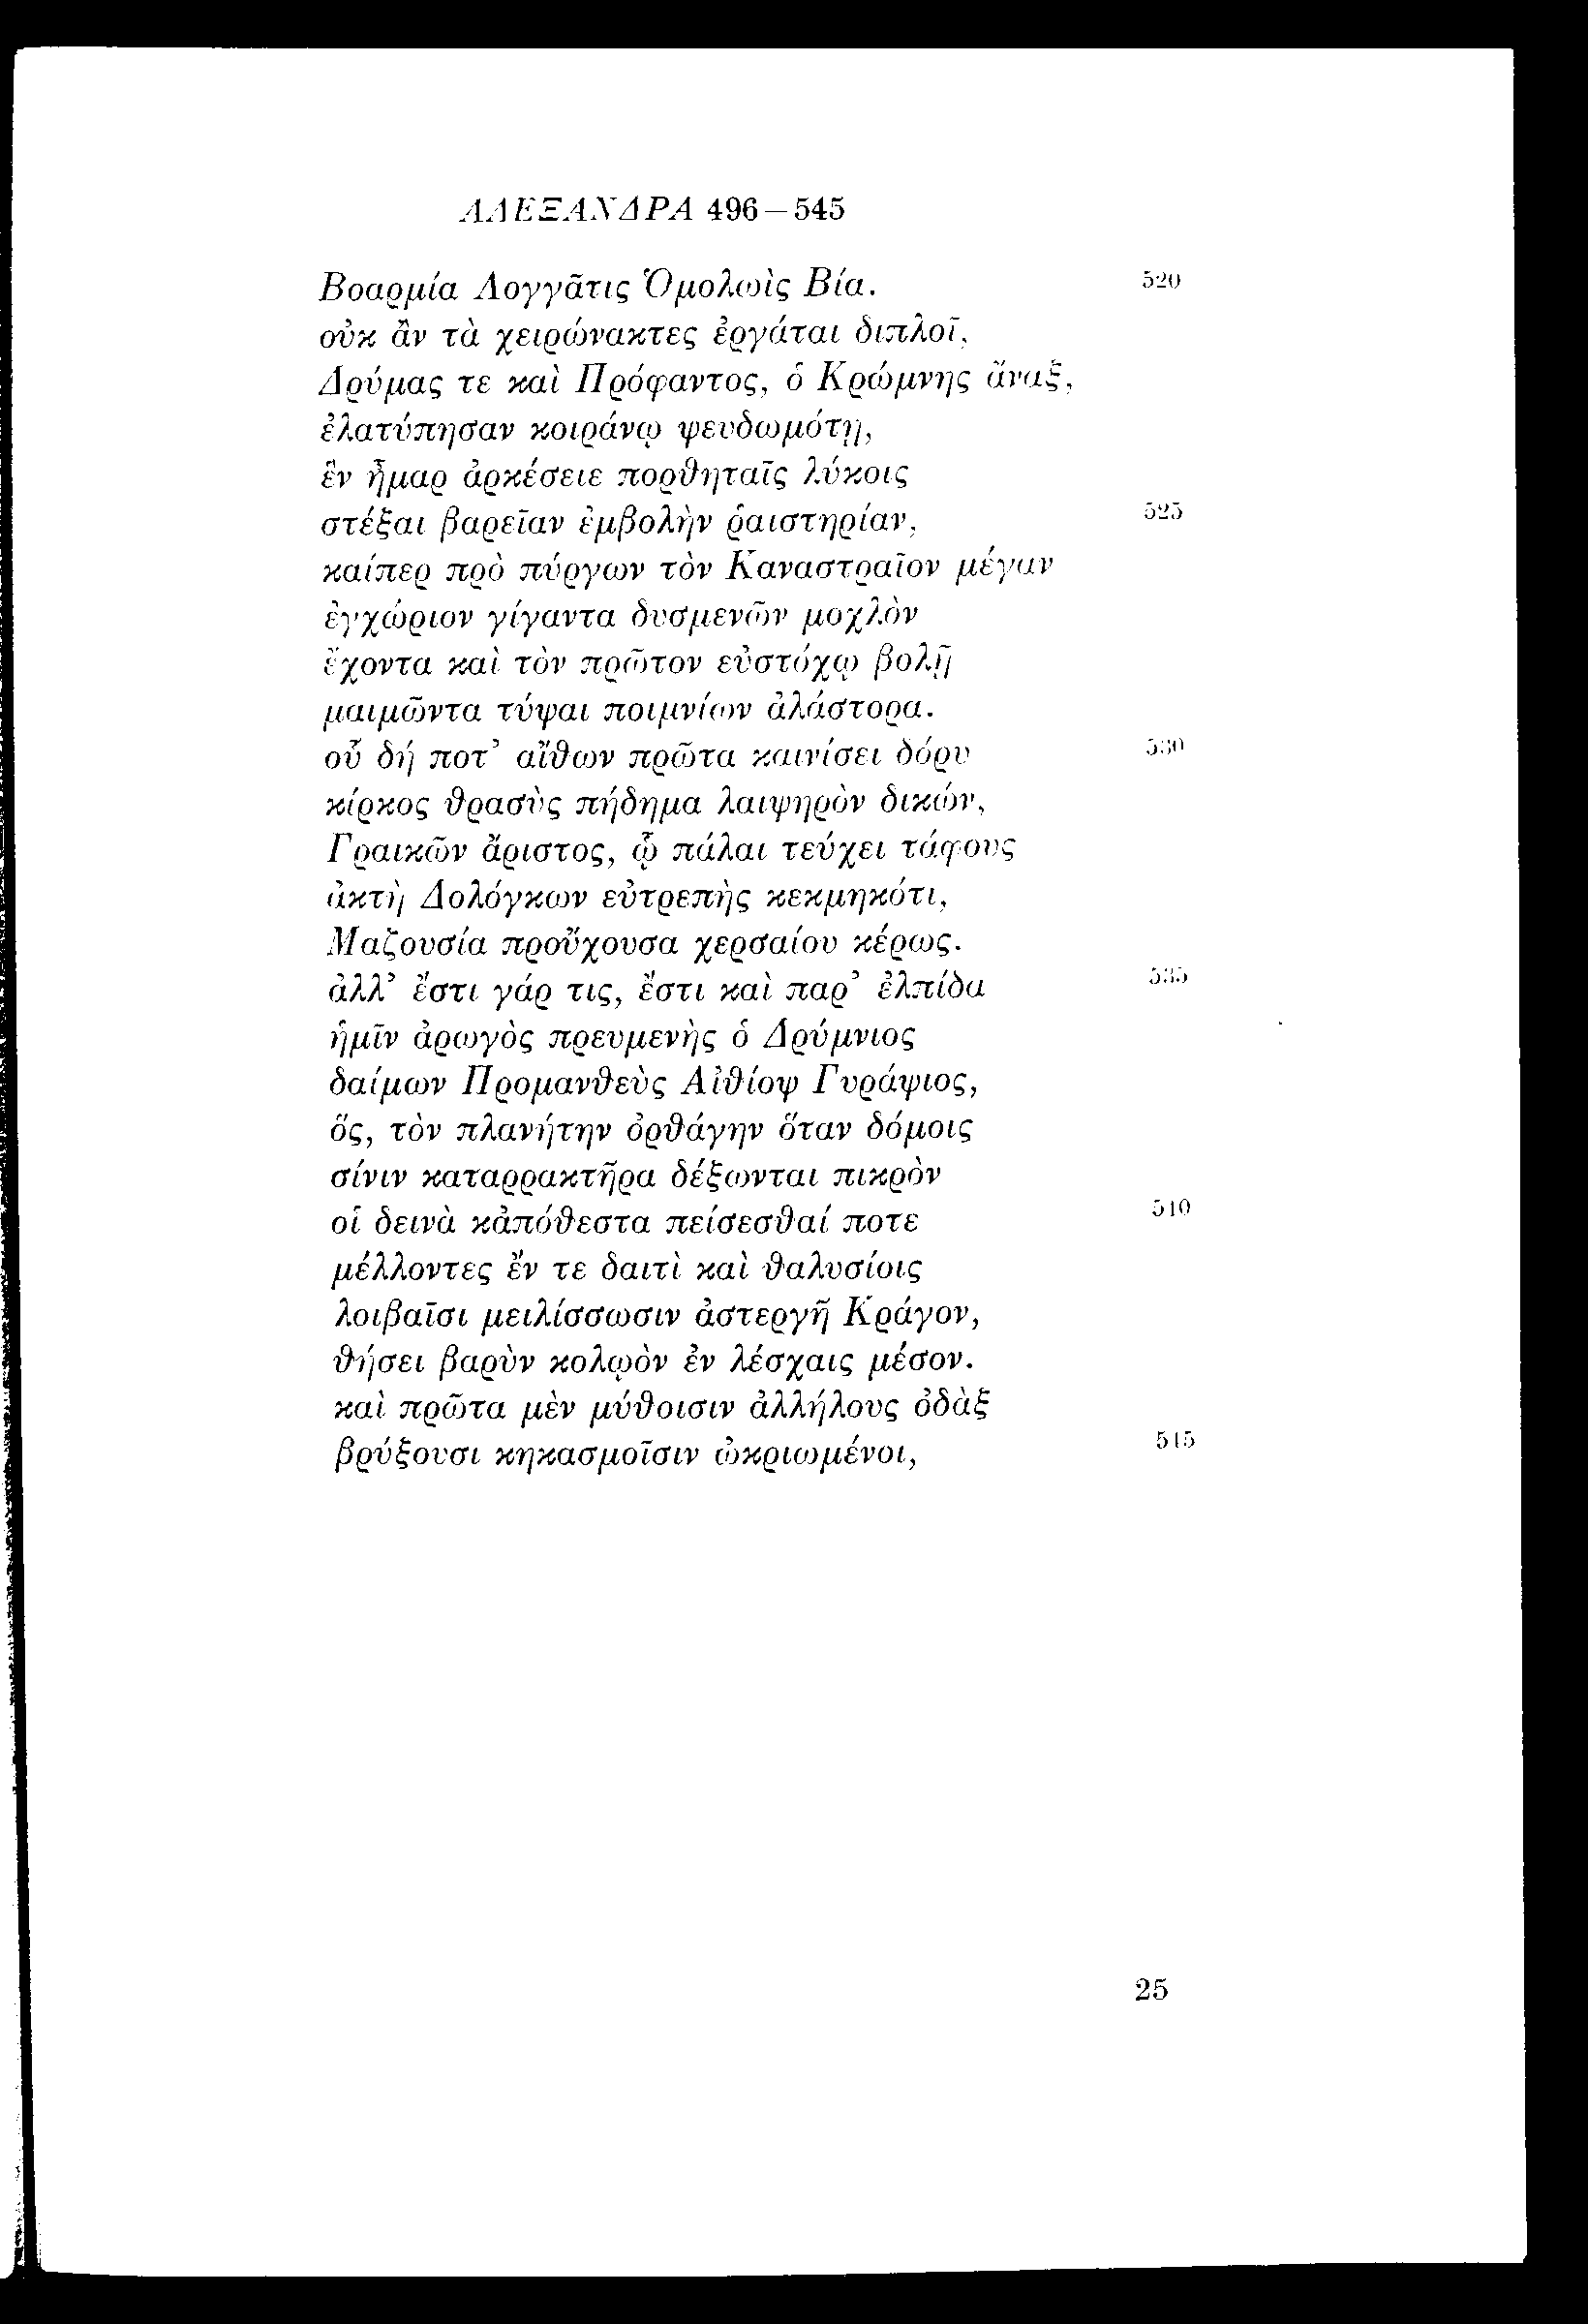 ΑΛΕΞΑΝΔΡΑ 496–545
Βοαρμία Λογγᾶτις Ὁμολωὶς Βία. 520
οὐκ ἂν τὰ χειρώνακτες ἐργάται διπλοῖ,
Δρύμας τε καὶ Πρόφαντος, ὁ Κρώμνης ἄναξ,
ἐλατύπησαν κοιράνῳ ψευδωμότῃ,
ἓν ἦμαρ ἀρκέσειε πορθηταῖς λύκοις
στέξαι βαρεῖαν ἐμβολὴν ῥαιστηρίαν, 525
καίπερ πρὸ πύργων τὸν Καναστραῖον μέγαν
ἐγχώριον γίγαντα δυσμενῶν μοχλὸν
ἔχοντα καὶ τὸν πρῶτον εὐστόχῳ βολῇ
μαιμῶντα τύψαι ποιμνίων ἀλάστορα.
οὗ δή ποτ’ αἴθων πρῶτα καινίσει δόρυ 530
κίρκος θρασὺς πήδημα λαιψηρὸν δικών,
Γραικῶν ἄριστος, ᾧ πάλαι τεύχει τάφους
ἀκτὴ Δολόγκων εὐτρεπὴς κεκμηκότι,
Μαζουσία προὔχουσα χερσαίου κέρως.
ἀλλ’ ἔστι γάρ τις, ἔστι καὶ παρ’ ἐλπίδα 535
ἡμῖν ἀρωγὸς πρευμενὴς ὁ Δρύμνιος
δαίμων Προμανθεὺς Αἰθίοψ Γυράψιος,
ὅς, τὸν πλανήτην ὀρθάγην ὅταν δόμοις
σίνιν καταρρακτῆρα δέξωνται πικρὸν
οἱ δεινὰ κἀπόθεστα πείσεσθαί ποτε 540
μέλλοντες ἔν τε δαιτὶ καὶ θαλυσίοις
λοιβαῖσι μειλίσσωσιν ἀστεργῆ Κράγον,
θήσει βαρὺν κολῳὸν ἐν λέσχαις μέσον.
καὶ πρῶτα μὲν μύθοισιν ἀλλήλους ὀδὰξ
βρύξουσι κηκασμοῖσιν ὠκριωμένοι, 545
25